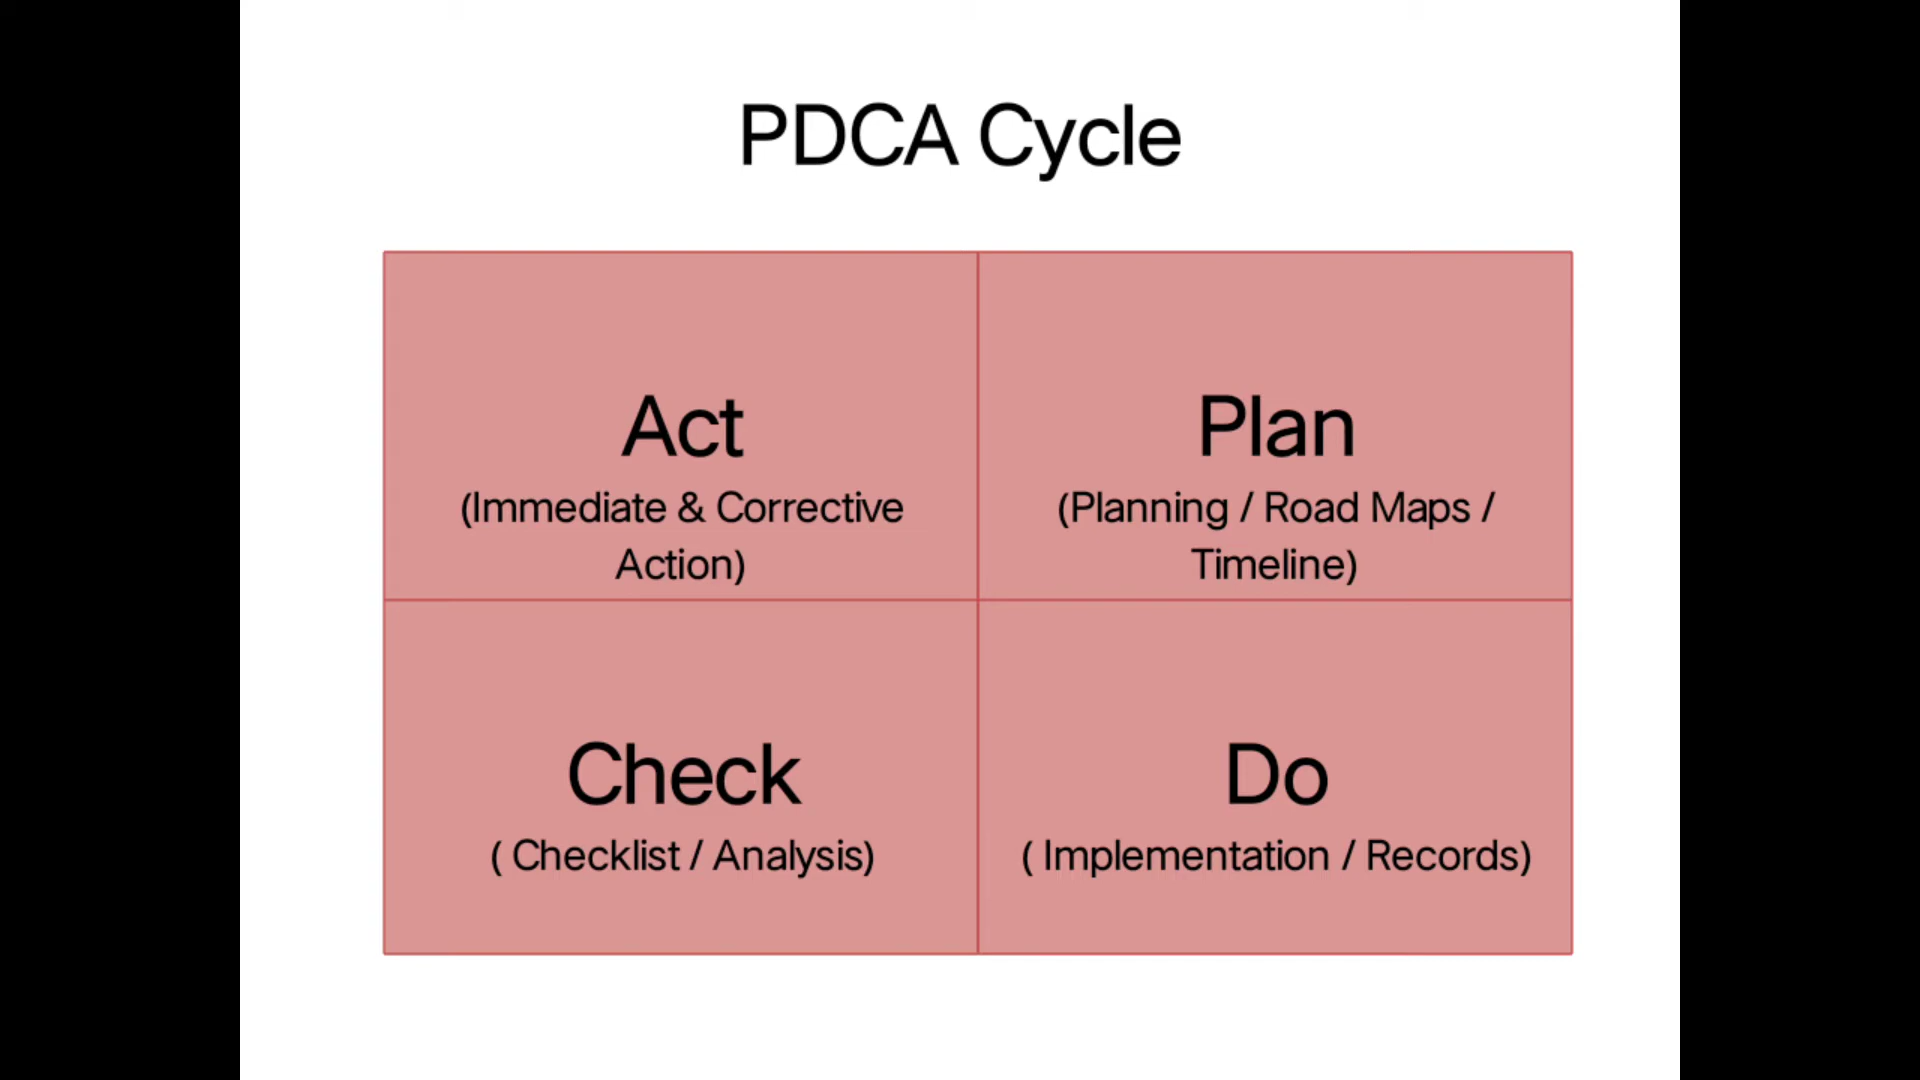 PDCA Cycle
Act
(Immediate & Corrective
Action)
Plan
(Planning / Road Maps /
Timeline)
Check
( Checklist / Analysis)
Do
( Implementation / Records)